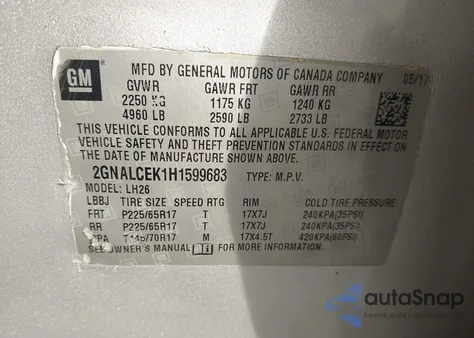 GM
MFD BY GENERAL MOTORS OF CANADA COMPANY 05/17
GVWR GAWR FRT GAWR RR
2250 KG 1175 KG 1240 KG
4960 LB 2590 LB 2733 LB
THIS VEHICLE CONFORMS TO ALL APPLICABLE U.S. FEDERAL MOTOR
VEHICLE SAFETY AND THEFT PREVENTION STANDARDS IN EFFECT ON
THE DATE OF MANUFACTURE SHOWN ABOVE.
2GNALCEK1H1599683 TYPE: M.P.V.
MODEL: LH26
LBBJ TIRE SIZE SPEED RTG RIM COLD TIRE PRESSURE
FRT P225/65R17 T 17X7J 240KPA(35PSI)
RR P225/65R17 T 17X7J 240KPA(35PSI)
SPA T145/70R17 M 17X4.5T 420KPA(60PSI)
SEE OWNER'S MANUAL FOR MORE INFORMATION.
autoSnap